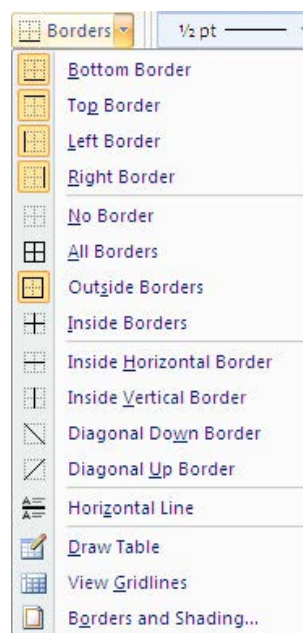 Borders ½ pt
Bottom Border
Top Border
Left Border
Right Border
No Border
All Borders
Outside Borders
Inside Borders
Inside Horizontal Border
Inside Vertical Border
Diagonal Down Border
Diagonal Up Border
Horizontal Line
Draw Table
View Gridlines
Borders and Shading...